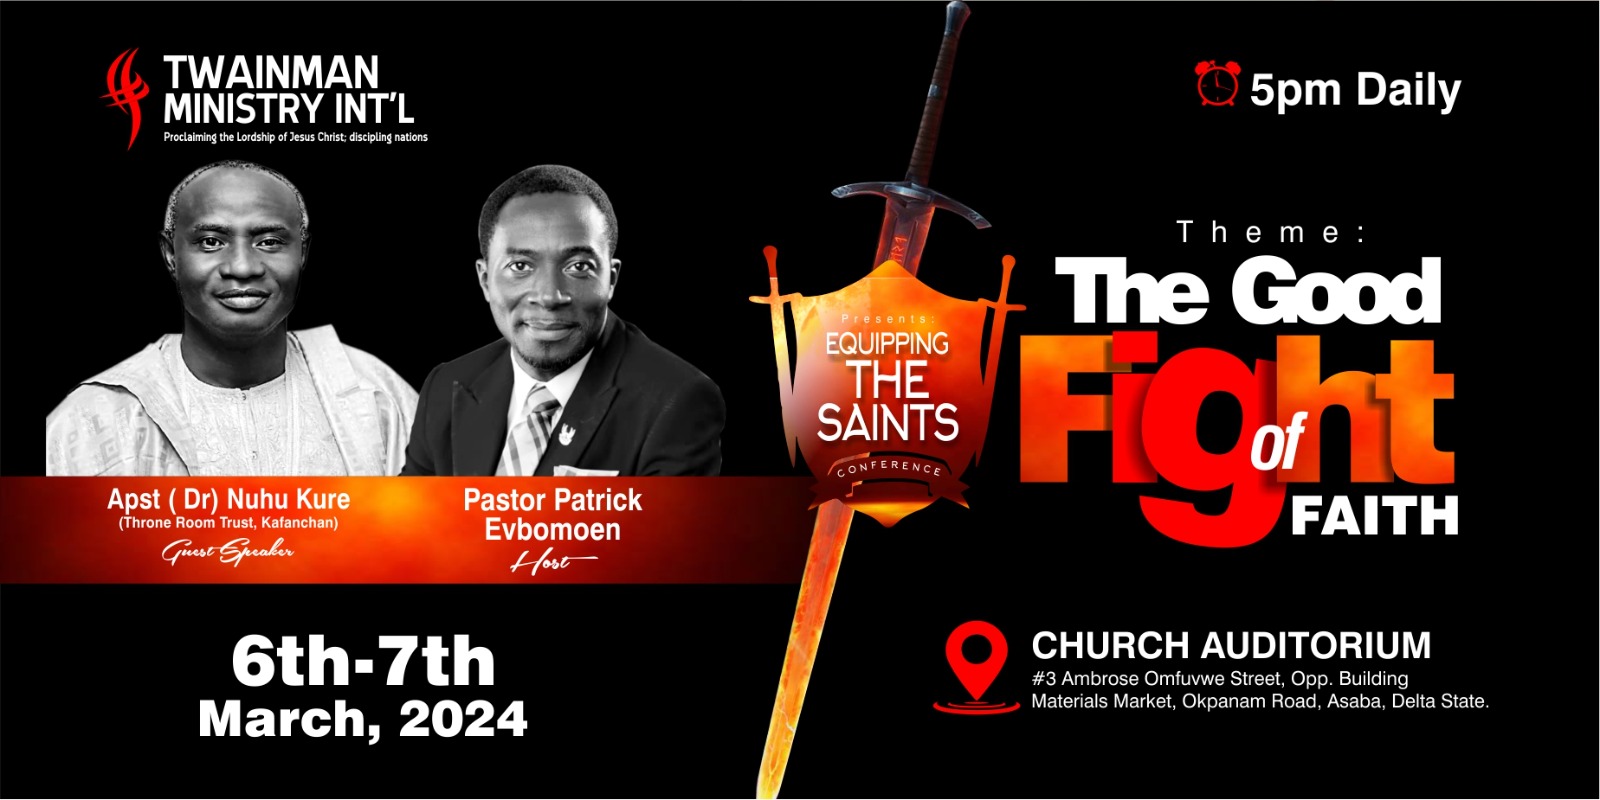 TWAINMAN
MINISTRY INT'L
Proclaiming the Lordship of Jesus Christ; discipling nations
5pm Daily
Theme:
The Good
Fight
of
FAITH
Presents:
EQUIPPING
THE
SAINTS
CONFERENCE
Apst ( Dr) Nuhu Kure
(Throne Room Trust, Kafanchan)
Guest Speaker
Pastor Patrick
Evbomoen
Host
6th-7th
March, 2024
CHURCH AUDITORIUM
#3 Ambrose Omfuvwe Street, Opp. Building
Materials Market, Okpanam Road, Asaba, Delta State.